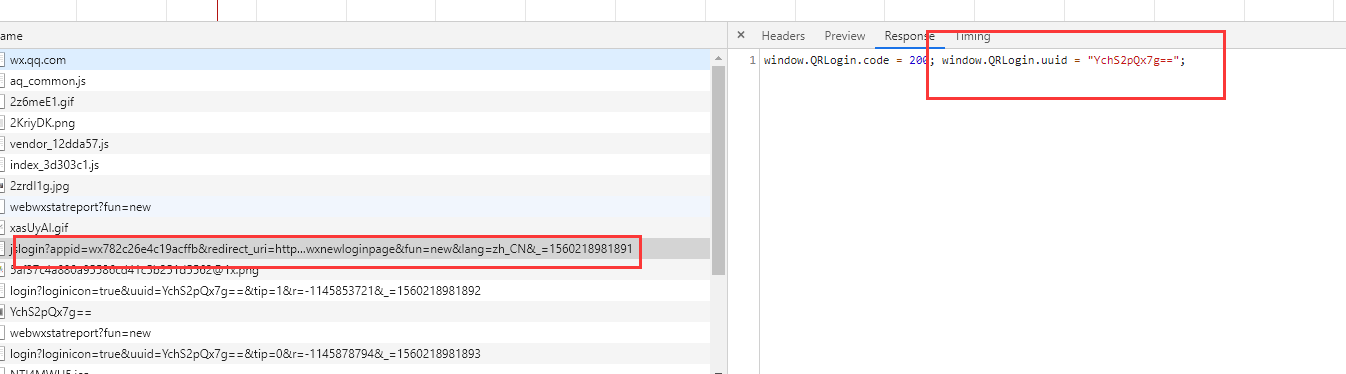 ame
wx.qq.com
aq_common.js
2z6meE1.gif
2KriyDK.png
vendor_12dda57.js
index_3d303c1.js
2zrdI1g.jpg
webwxstatreport?fun=new
xasUyAI.gif
jslogin?appid=wx782c26e4c19acffb&redirect_uri=http...wxnewloginpage&fun=new&lang=zh_CN&_=1560218981891
login?loginicon=true&uuid=YchS2pQx7g==&tip=1&r=-1145853721&_=1560218981892
YchS2pQx7g==
webwxstatreport?fun=new
login?loginicon=true&uuid=YchS2pQx7g==&tip=0&r=-1145878794&_=1560218981893
× Headers Preview Response Timing
1 window.QRLogin.code = 200; window.QRLogin.uuid = "YchS2pQx7g==";